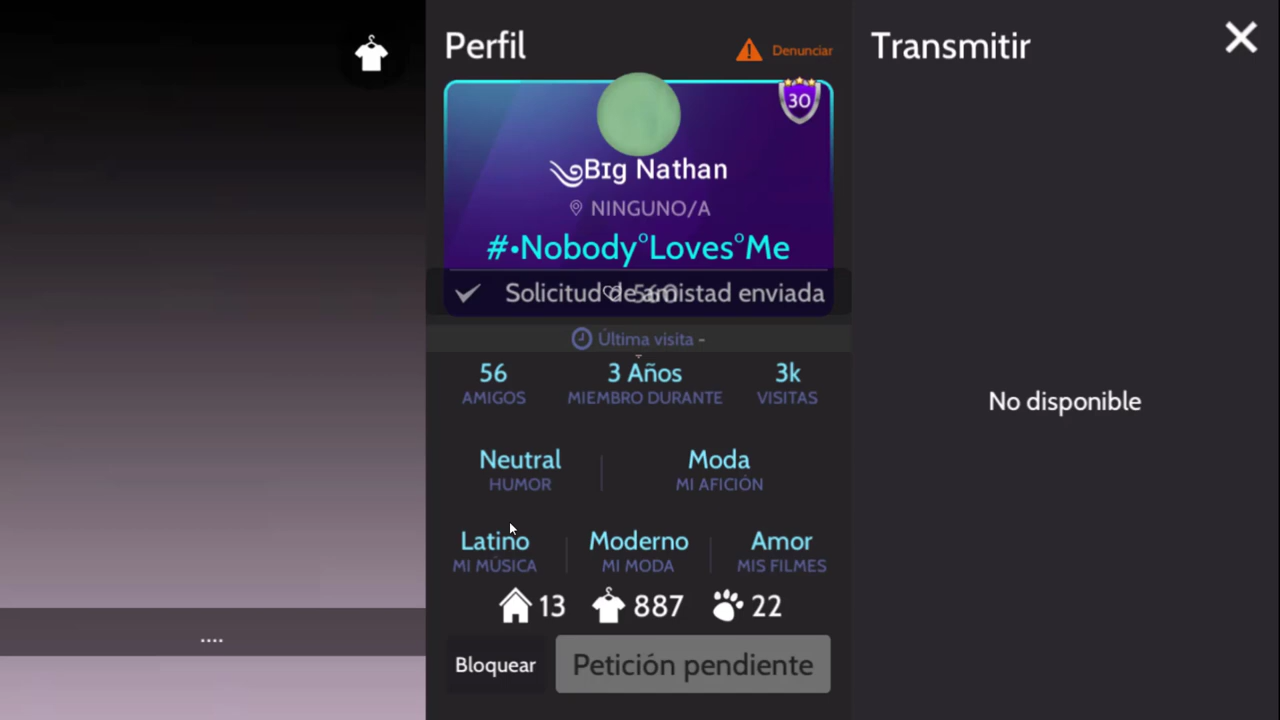 ....
Perfil
Denunciar
30
Bɪg Nathan
NINGUNO/A
#•Nobody°Loves°Me
560
Solicitud de amistad enviada
Última visita -
56
AMIGOS
3 Años
MIEMBRO DURANTE
3k
VISITAS
Neutral
HUMOR
Moda
MI AFICIÓN
Latino
MI MÚSICA
Moderno
MI MODA
Amor
MIS FILMES
13
887
22
Bloquear
Petición pendiente
Transmitir
No disponible